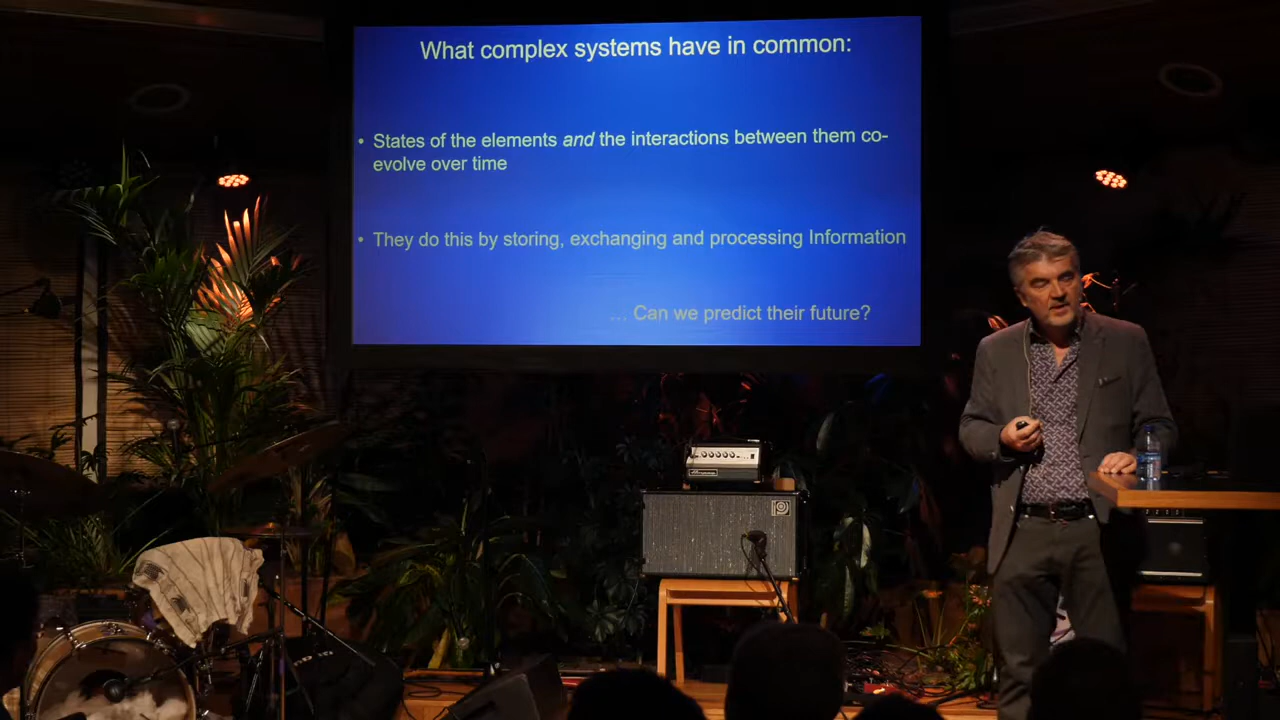 What complex systems have in common:
• States of the elements and the interactions between them co-
evolve over time
• They do this by storing, exchanging and processing Information
... Can we predict their future?